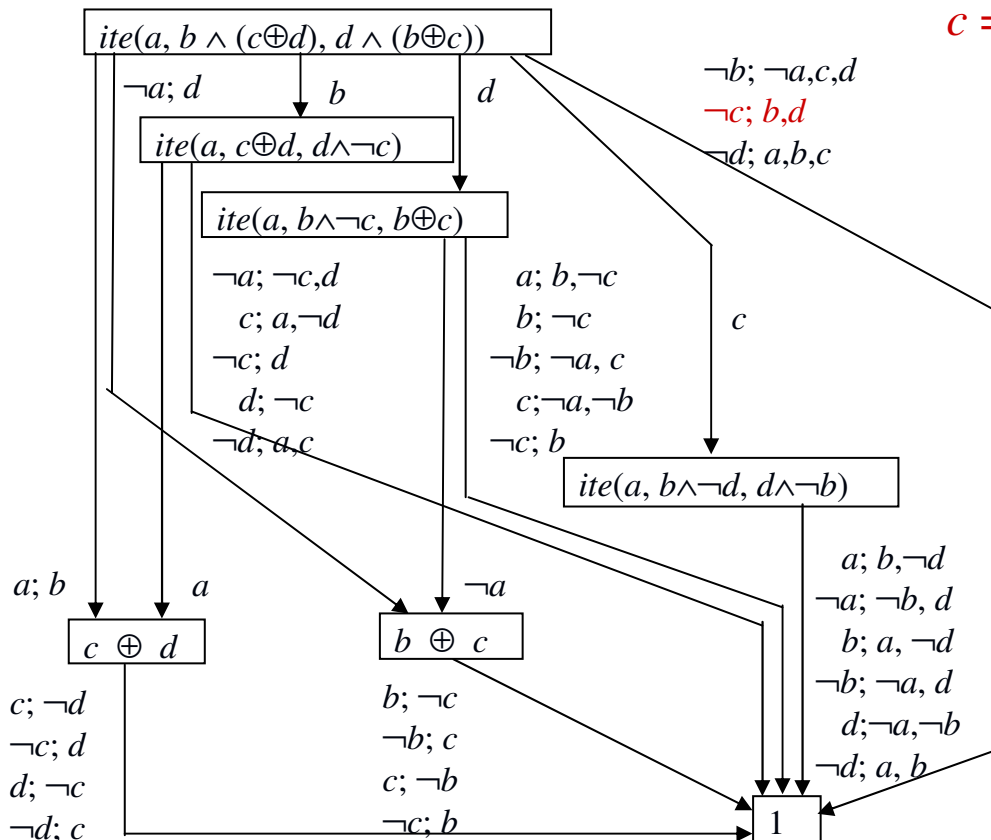 c =
ite(a, b ∧ (c⊕d), d ∧ (b⊕c))
¬a; d
b
d
¬b; ¬a,c,d
¬c; b,d
¬d; a,b,c
ite(a, c⊕d, d∧¬c)
ite(a, b∧¬c, b⊕c)
¬a; ¬c,d
c; a,¬d
¬c; d
d; ¬c
¬d; a,c
a; b,¬c
b; ¬c
¬b; ¬a, c
c;¬a,¬b
¬c; b
c
ite(a, b∧¬d, d∧¬b)
a; b
a
¬a
c ⊕ d
b ⊕ c
a; b,¬d
¬a; ¬b, d
b; a, ¬d
¬b; ¬a, d
d;¬a,¬b
¬d; a, b
c; ¬d
¬c; d
d; ¬c
¬d; c
b; ¬c
¬b; c
c; ¬b
¬c; b
1